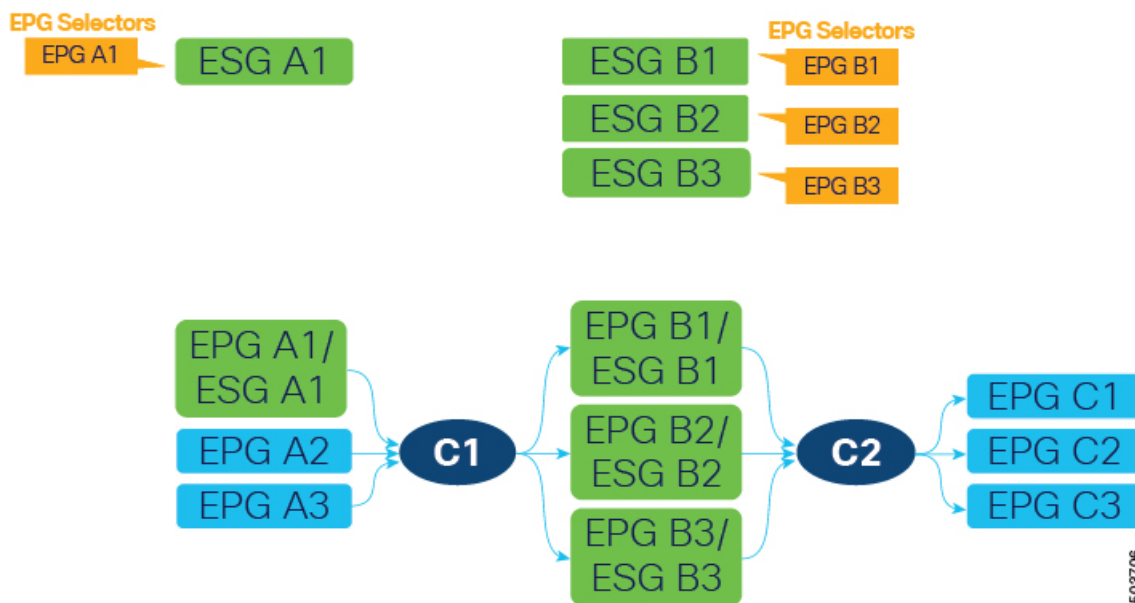 EPG Selectors
EPG A1
ESG A1
EPG Selectors
ESG B1
EPG B1
ESG B2
EPG B2
ESG B3
EPG B3
EPG A1/
ESG A1
EPG A2
EPG A3
C1
EPG B1/
ESG B1
EPG B2/
ESG B2
EPG B3/
ESG B3
C2
EPG C1
EPG C2
EPG C3
503706